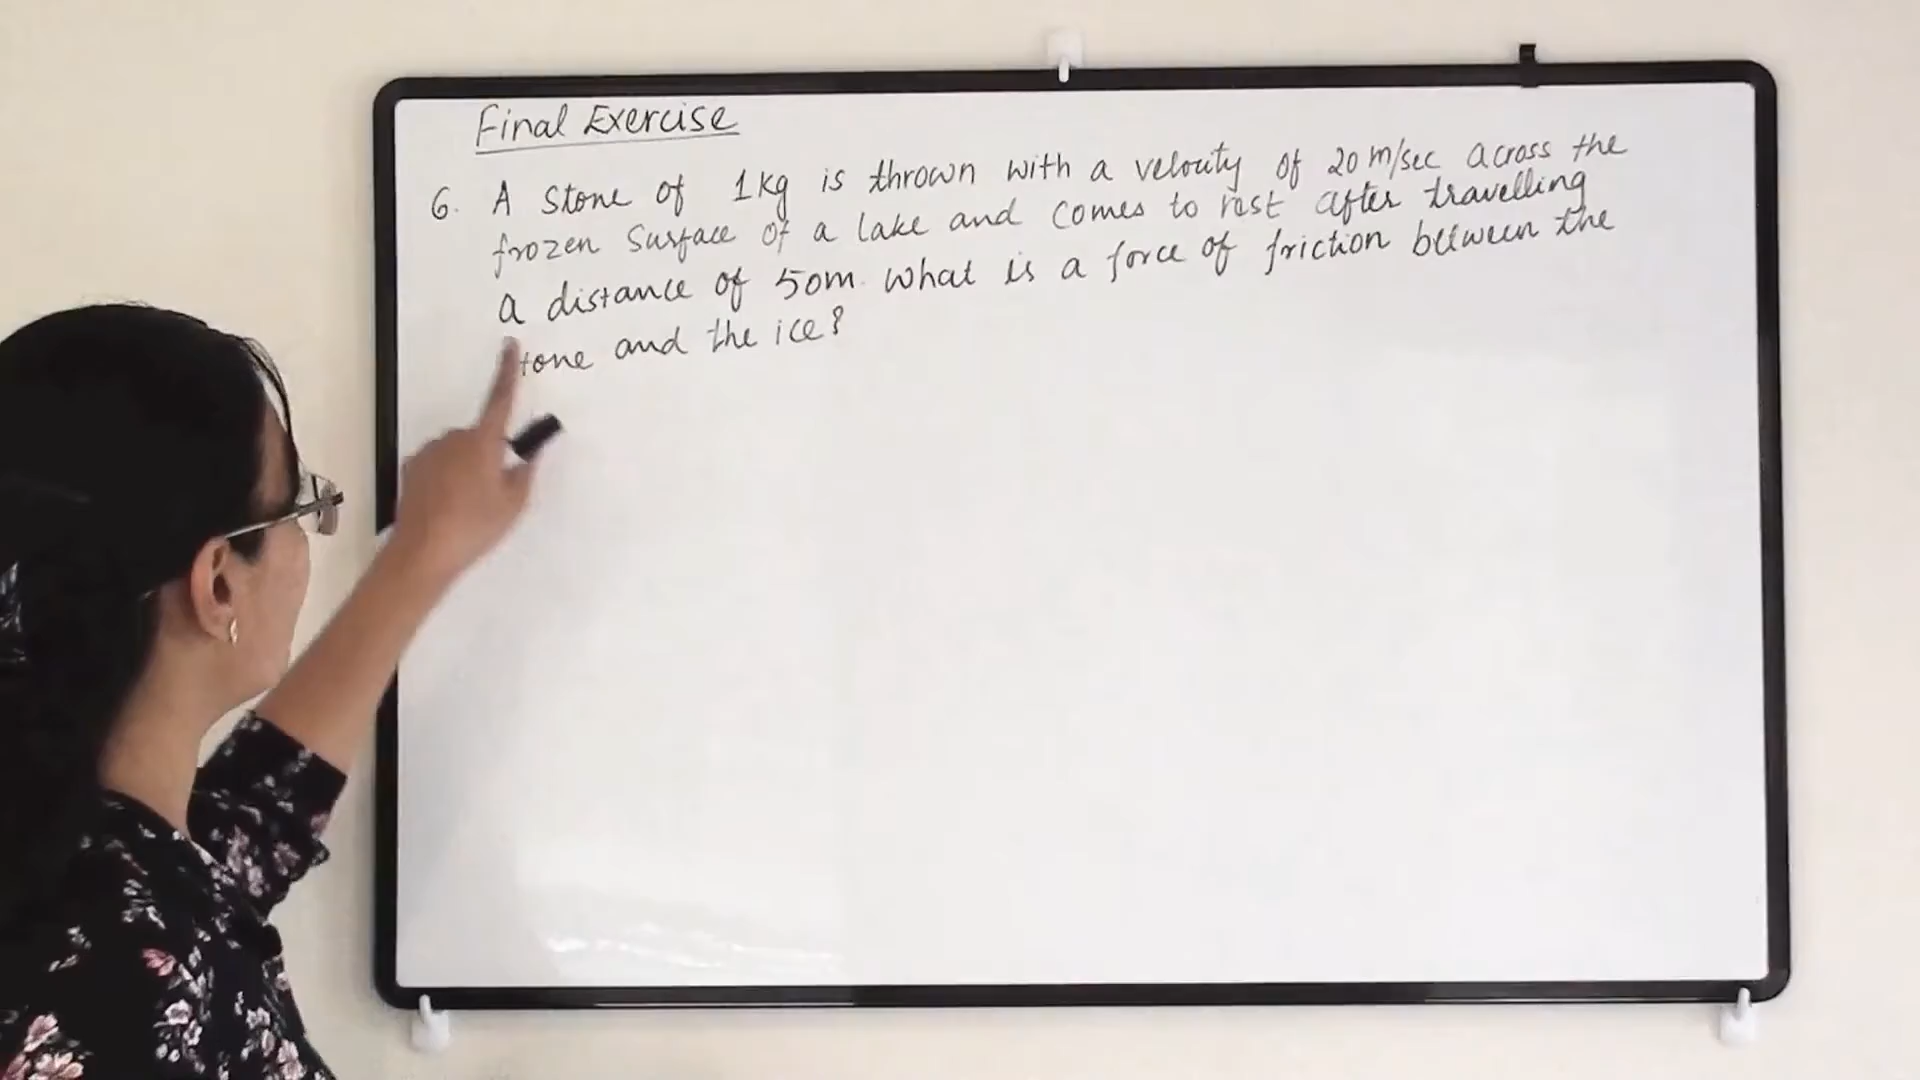 Final Exercise
6. A Stone of 1kg is thrown with a velocity of 20m/sec across the
frozen Surface of a lake and comes to rest after travelling
a distance of 50m. what is a force of friction between the
tone and the ice?